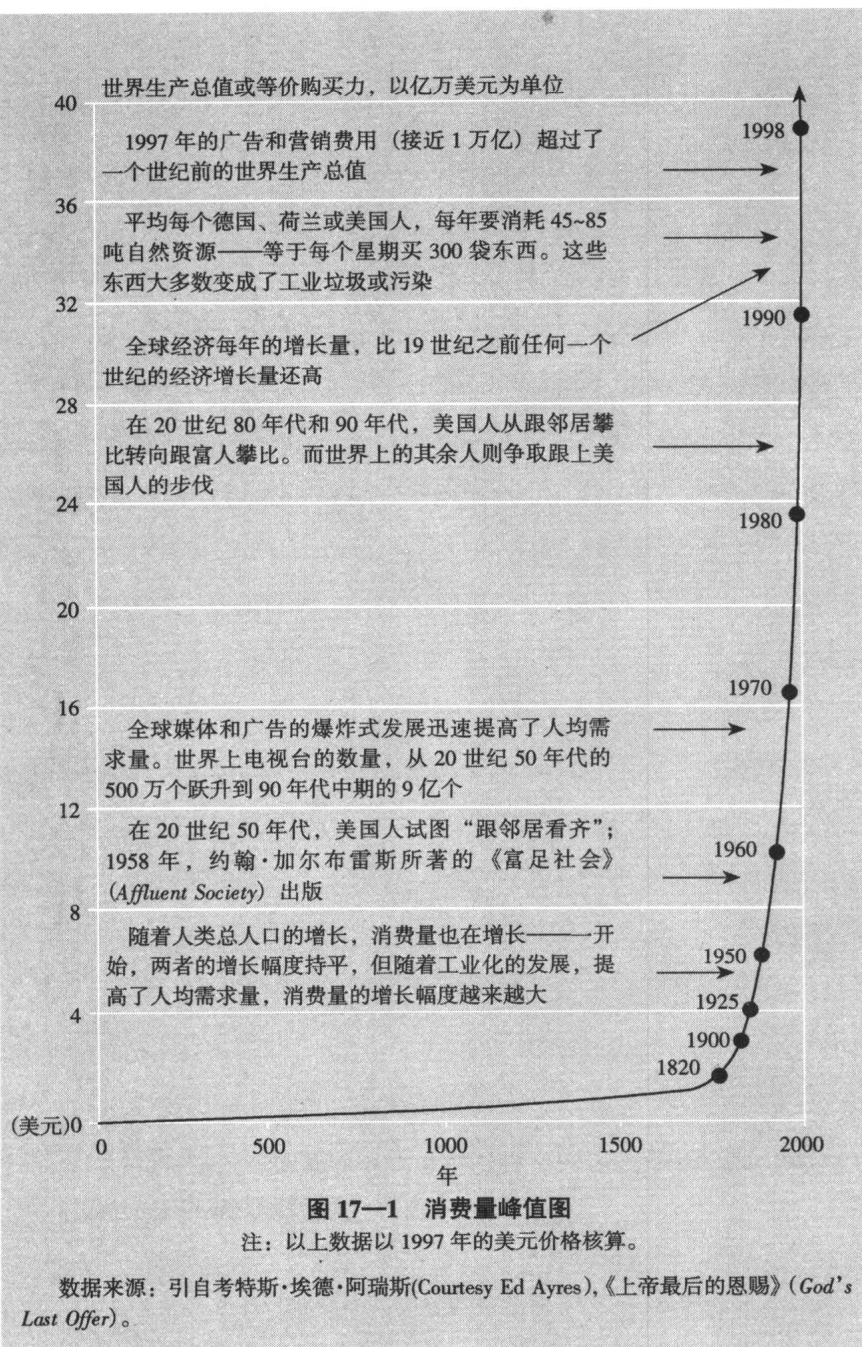 世界生产总值或等价购买力，以亿万美元为单位
40
1998
1997 年的广告和营销费用（接近 1 万亿）超过了
一个世纪前的世界生产总值
36
平均每个德国、荷兰或美国人，每年要消耗 45~85
吨自然资源——等于每个星期买 300 袋东西。这些
东西大多数变成了工业垃圾或污染
32
1990
全球经济每年的增长量，比 19 世纪之前任何一个
世纪的经济增长量还高
28
在 20 世纪 80 年代和 90 年代，美国人从跟邻居攀
比转向跟富人攀比。而世界上的其余人则争取跟上美
国人的步伐
24
1980
20
1970
16
全球媒体和广告的爆炸式发展迅速提高了人均需
求量。世界上电视台的数量，从 20 世纪 50 年代的
500 万个跃升到 90 年代中期的 9 亿个
12
在 20 世纪 50 年代，美国人试图“跟邻居看齐”；
1960
1958 年，约翰·加尔布雷斯所著的《富足社会》
(Affluent Society) 出版
8
随着人类总人口的增长，消费量也在增长——一开
1950
始，两者的增长幅度持平，但随着工业化的发展，提
高了人均需求量，消费量的增长幅度越来越大
1925
4
1900
1820
(美元)0
0 500 1000 1500 2000
年
图 17—1 消费量峰值图
注：以上数据以 1997 年的美元价格核算。
数据来源：引自考特斯·埃德·阿瑞斯(Courtesy Ed Ayres),《上帝最后的恩赐》(God's
Last Offer)。